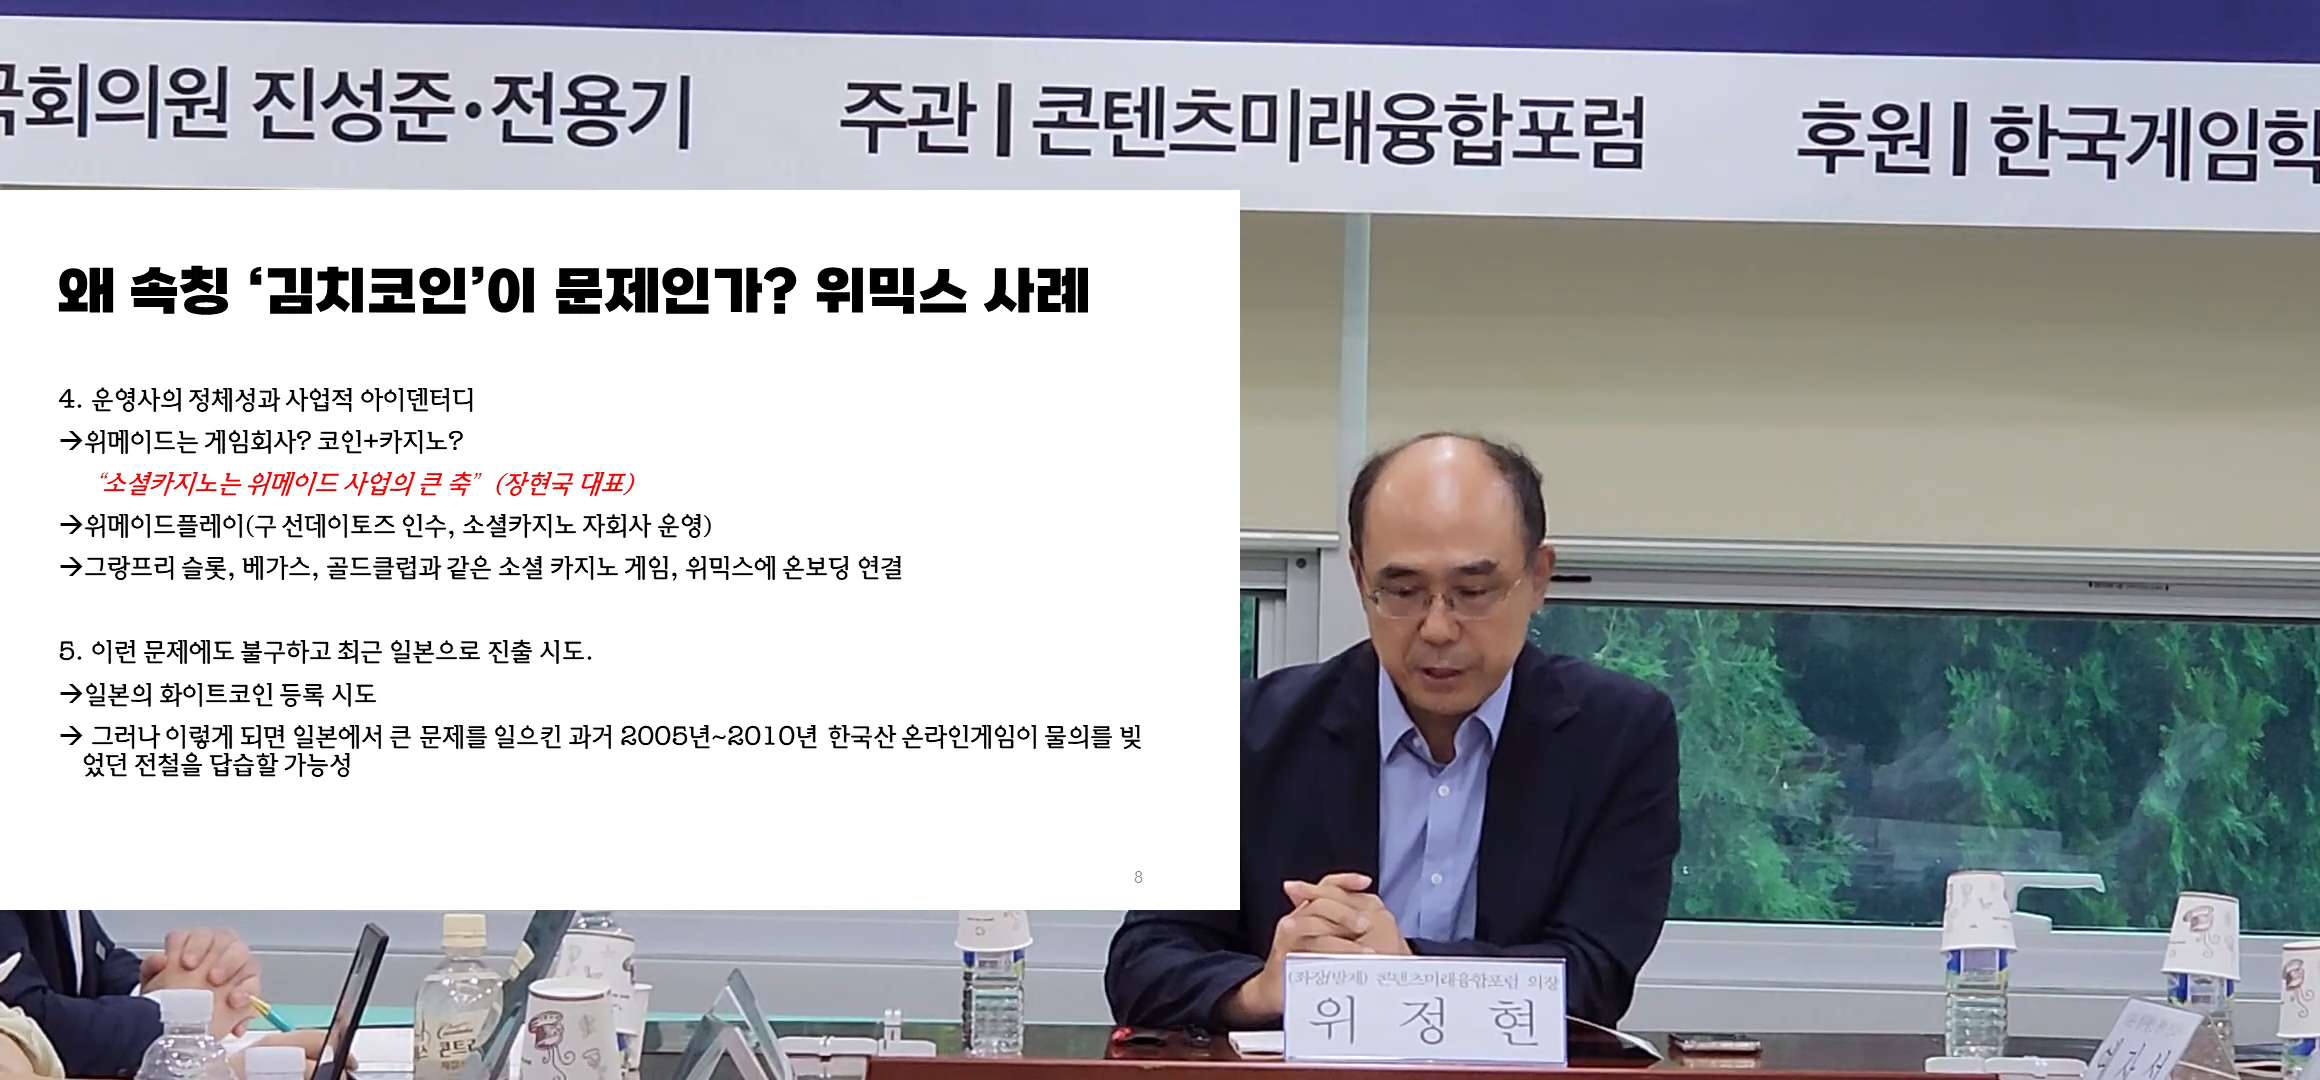 국회의원 진성준·전용기 주관 | 콘텐츠미래융합포럼 후원 | 한국게임학
왜 속칭 ‘김치코인’이 문제인가? 위믹스 사례
4. 운영사의 정체성과 사업적 아이덴터디
→위메이드는 게임회사? 코인+카지노?
“소셜카지노는 위메이드 사업의 큰 축” (장현국 대표)
→위메이드플레이(구 선데이토즈 인수, 소셜카지노 자회사 운영)
→그랑프리 슬롯, 베가스, 골드클럽과 같은 소셜 카지노 게임, 위믹스에 온보딩 연결
5. 이런 문제에도 불구하고 최근 일본으로 진출 시도.
→일본의 화이트코인 등록 시도
→ 그러나 이렇게 되면 일본에서 큰 문제를 일으킨 과거 2005년~2010년 한국산 온라인게임이 물의를 빚
었던 전철을 답습할 가능성
8
(좌장/발제) 콘텐츠미래융합포럼 의장
위 정 현